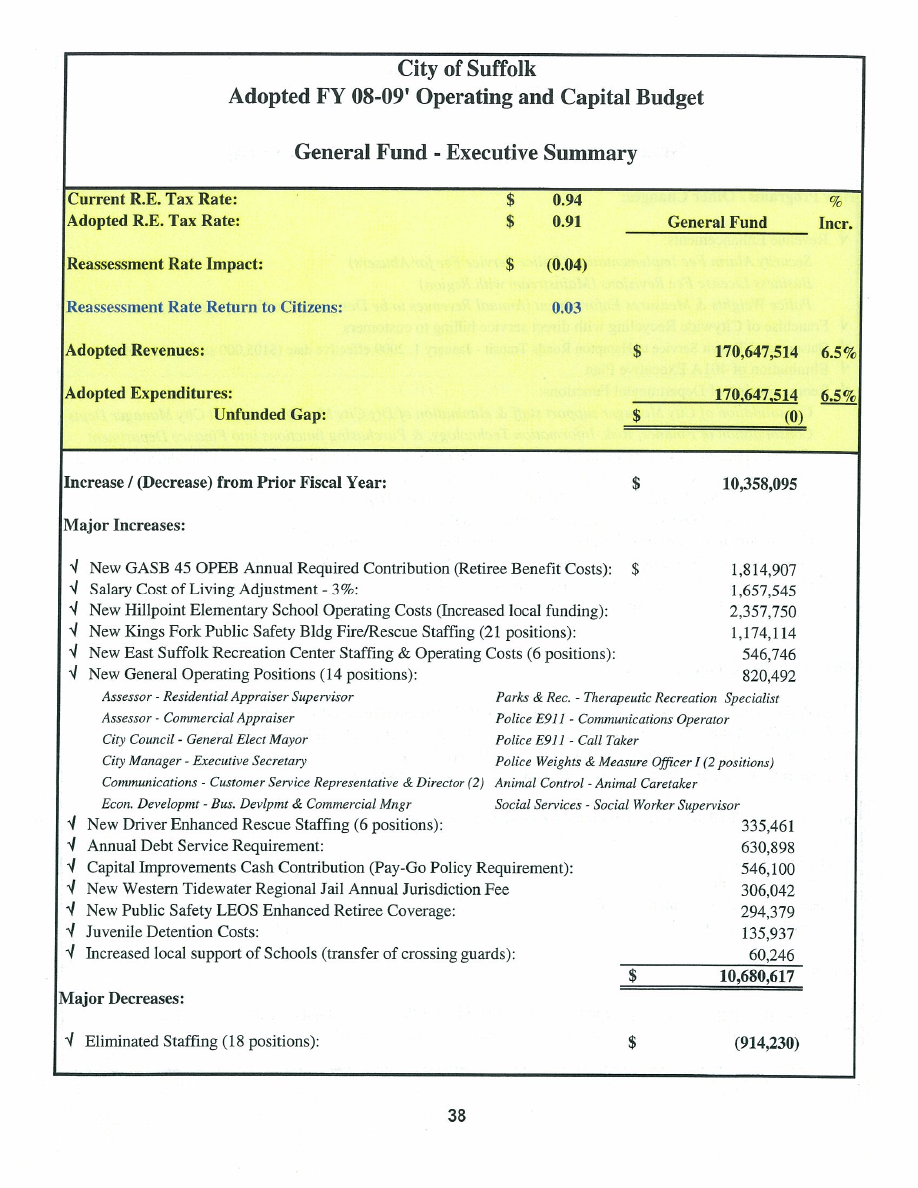 City of Suffolk
Adopted FY 08-09' Operating and Capital Budget
General Fund - Executive Summary
Current R.E. Tax Rate: $ 0.94 %
Adopted R.E. Tax Rate: $ 0.91 General Fund Incr.
Reassessment Rate Impact: $ (0.04)
Reassessment Rate Return to Citizens: 0.03
Adopted Revenues: $ 170,647,514 6.5%
Adopted Expenditures: 170,647,514 6.5%
Unfunded Gap: $ (0)
Increase / (Decrease) from Prior Fiscal Year: $ 10,358,095
Major Increases:
√ New GASB 45 OPEB Annual Required Contribution (Retiree Benefit Costs): $ 1,814,907
√ Salary Cost of Living Adjustment - 3%: 1,657,545
√ New Hillpoint Elementary School Operating Costs (Increased local funding): 2,357,750
√ New Kings Fork Public Safety Bldg Fire/Rescue Staffing (21 positions): 1,174,114
√ New East Suffolk Recreation Center Staffing & Operating Costs (6 positions): 546,746
√ New General Operating Positions (14 positions): 820,492
Assessor - Residential Appraiser Supervisor Parks & Rec. - Therapeutic Recreation Specialist
Assessor - Commercial Appraiser Police E911 - Communications Operator
City Council - General Elect Mayor Police E911 - Call Taker
City Manager - Executive Secretary Police Weights & Measure Officer I (2 positions)
Communications - Customer Service Representative & Director (2) Animal Control - Animal Caretaker
Econ. Developmt - Bus. Devlpmt & Commercial Mngr Social Services - Social Worker Supervisor
√ New Driver Enhanced Rescue Staffing (6 positions): 335,461
√ Annual Debt Service Requirement: 630,898
√ Capital Improvements Cash Contribution (Pay-Go Policy Requirement): 546,100
√ New Western Tidewater Regional Jail Annual Jurisdiction Fee 306,042
√ New Public Safety LEOS Enhanced Retiree Coverage: 294,379
√ Juvenile Detention Costs: 135,937
√ Increased local support of Schools (transfer of crossing guards): 60,246
$ 10,680,617
Major Decreases:
√ Eliminated Staffing (18 positions): $ (914,230)
38